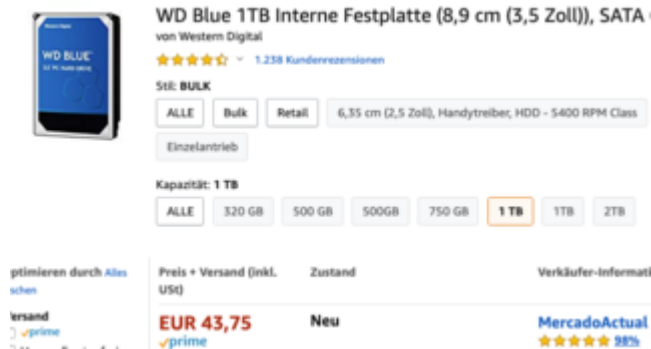 WD Blue 1TB Interne Festplatte (8,9 cm (3,5 Zoll)), SATA
von Western Digital
1.238 Kundenrezensionen
WD BLUE
Stil: BULK
ALLE Bulk Retail 6,35 cm (2,5 Zoll), Handytreiber, HDD - 5400 RPM Class
Einzelantrieb
Kapazität: 1 TB
ALLE 320 GB 500 GB 500GB 750 GB 1 TB 1TB 2TB
ptimieren durch Alles
schen
Preis + Versand (inkl.
USt)
Zustand
Verkäufer-Informati
ersand
prime
EUR 43,75
prime
Neu
MercadoActual
98%